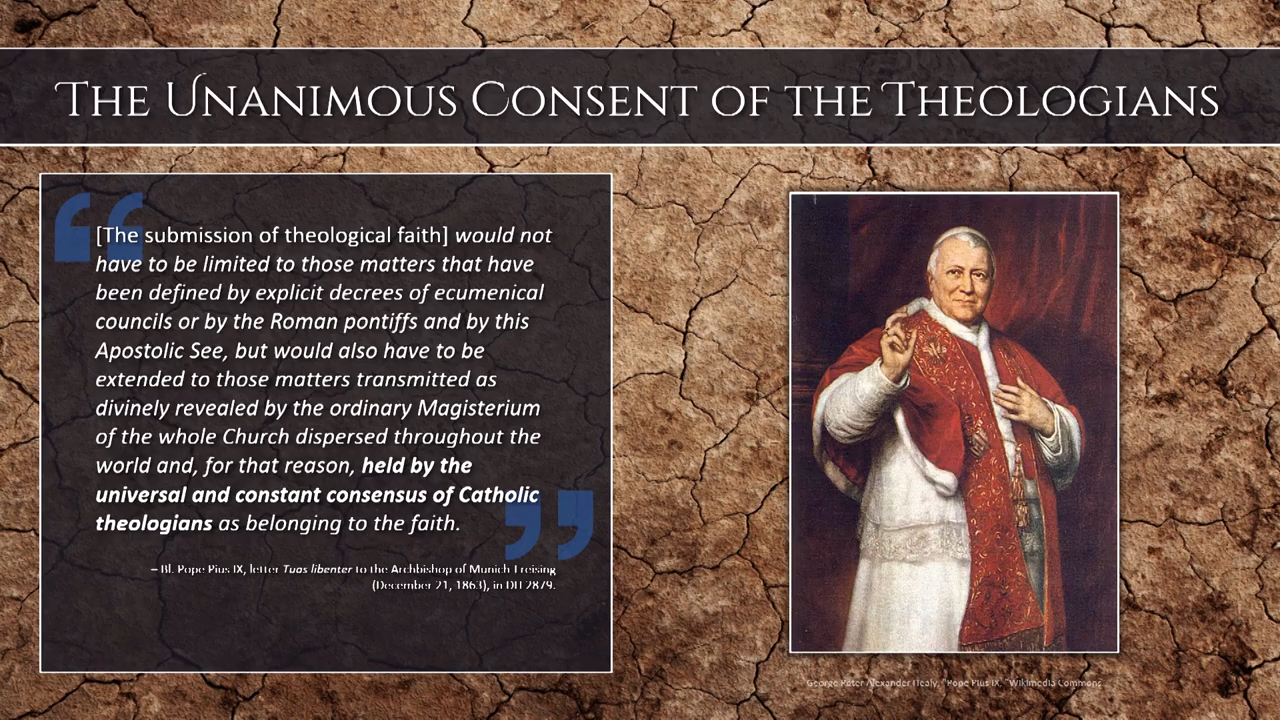 The Unanimous Consent of the Theologians
[The submission of theological faith] would not
have to be limited to those matters that have
been defined by explicit decrees of ecumenical
councils or by the Roman pontiffs and by this
Apostolic See, but would also have to be
extended to those matters transmitted as
divinely revealed by the ordinary Magisterium
of the whole Church dispersed throughout the
world and, for that reason, held by the
universal and constant consensus of Catholic
theologians as belonging to the faith.
– Bl. Pope Pius IX, letter Tuas libenter to the Archbishop of Munich-Freising
(December 21, 1863), in DH 2879.
George Peter Alexander Healy, "Pope Pius IX," Wikimedia Commons